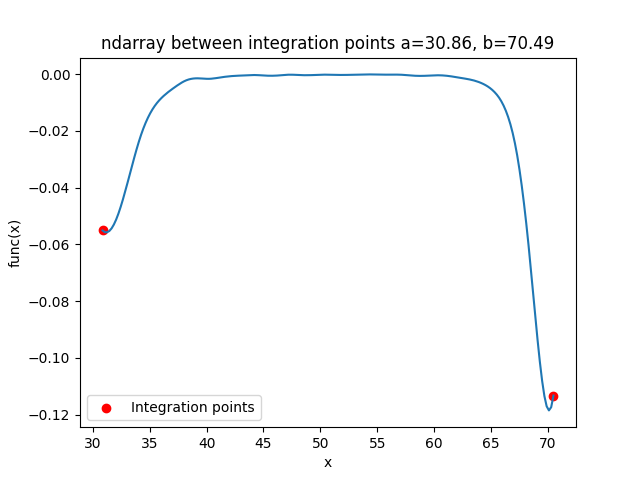 ndarray between integration points a=30.86, b=70.49
0.00
−0.02
−0.04
−0.06
−0.08
−0.10
−0.12
func(x)
Integration points
30 35 40 45 50 55 60 65 70
x